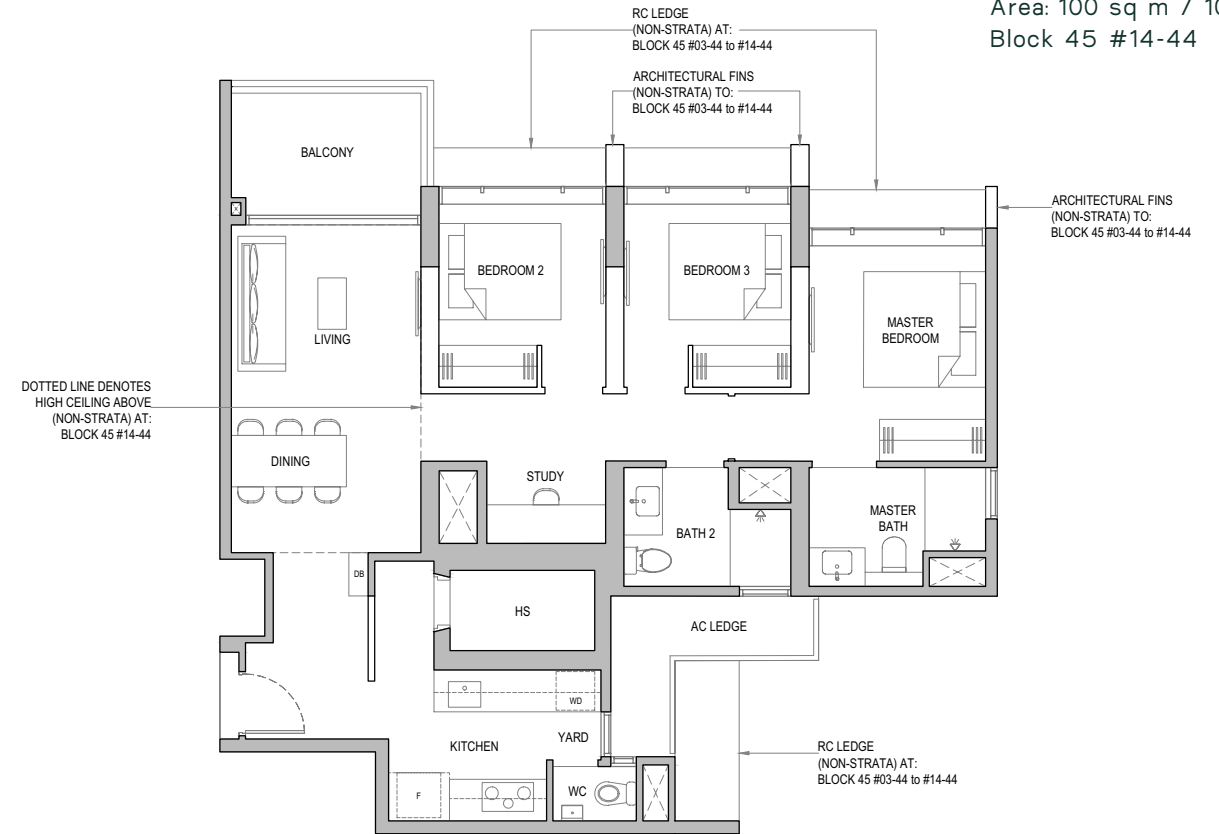 Area: 100 sq m / 10
Block 45 #14-44
RC LEDGE
(NON-STRATA) AT:
BLOCK 45 #03-44 to #14-44
ARCHITECTURAL FINS
(NON-STRATA) TO:
BLOCK 45 #03-44 to #14-44
BALCONY
ARCHITECTURAL FINS
(NON-STRATA) TO:
BLOCK 45 #03-44 to #14-44
BEDROOM 2
BEDROOM 3
MASTER
BEDROOM
LIVING
DOTTED LINE DENOTES
HIGH CEILING ABOVE
(NON-STRATA) AT:
BLOCK 45 #14-44
DINING
STUDY
BATH 2
MASTER
BATH
DB
HS
AC LEDGE
WD
KITCHEN
YARD
RC LEDGE
(NON-STRATA) AT:
BLOCK 45 #03-44 to #14-44
F
WC